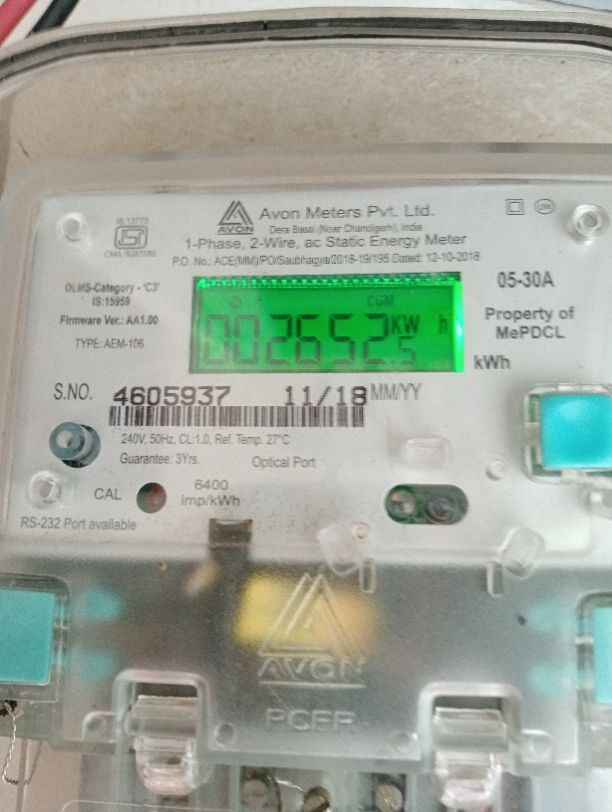 IS:13779
ISI
CM/L-9281180
AVON
Avon Meters Pvt. Ltd.
Dera Bassi (Near Chandigarh), India
1-Phase, 2-Wire, ac Static Energy Meter
P.O. No.: ACE(MM)/PO/Saubhagya/2018-19/195 Dated: 12-10-2018
DLMS-Category - 'C3'
IS:15959
Firmware Ver.: AA1.00
TYPE: AEM-106
CGM
002652.5 KW h
05-30A
Property of
MePDCL
kWh
S.NO.
4605937 11/18 MM/YY
240V, 50Hz, CL:1.0, Ref. Temp. 27°C
Guarantee: 3Yrs. Optical Port
CAL
6400
imp/kWh
RS-232 Port available
AVON